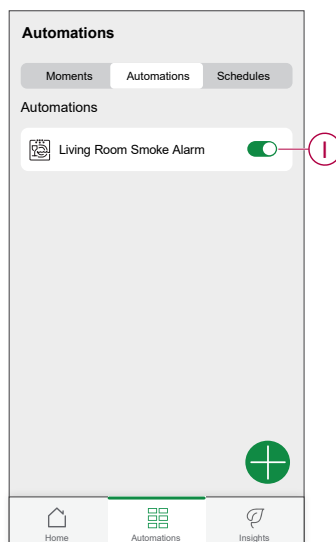 Automations
Moments Automations Schedules
Automations
Living Room Smoke Alarm
I
Home Automations Insights